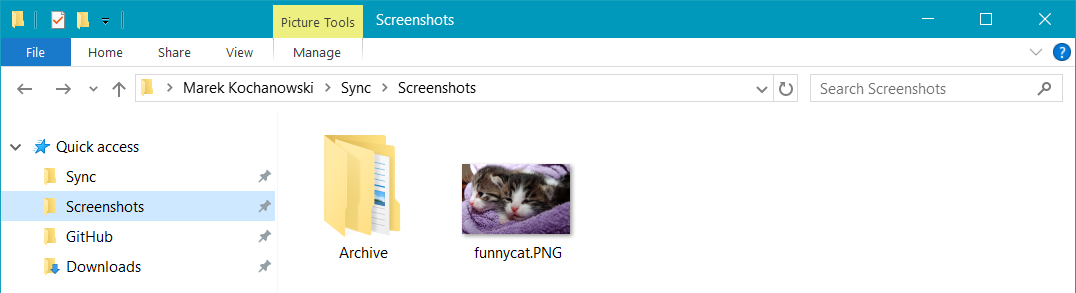 Picture Tools Screenshots
File Home Share View Manage
Marek Kochanowski Sync Screenshots Search Screenshots
Quick access
Sync
Screenshots
GitHub
Downloads
Archive funnycat.PNG